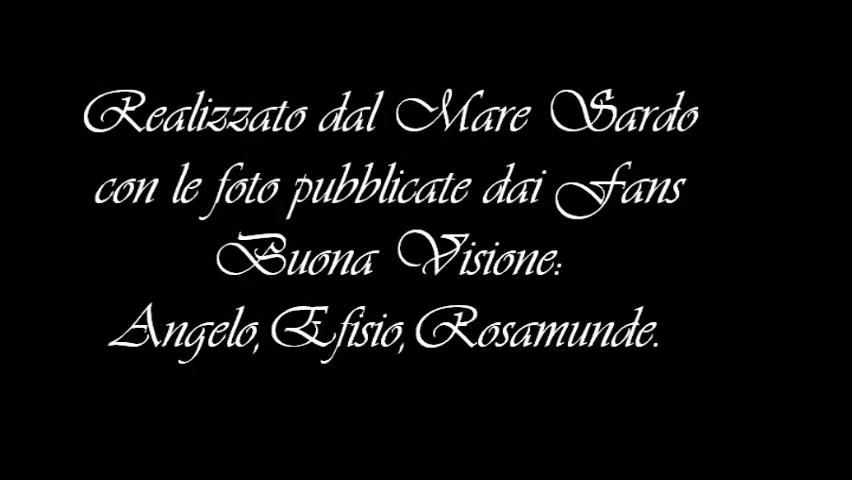 Realizzato dal Mare Sardo
con le foto pubblicate dai Fans
Buona Visione:
Angelo, Efisio, Rosamunde.